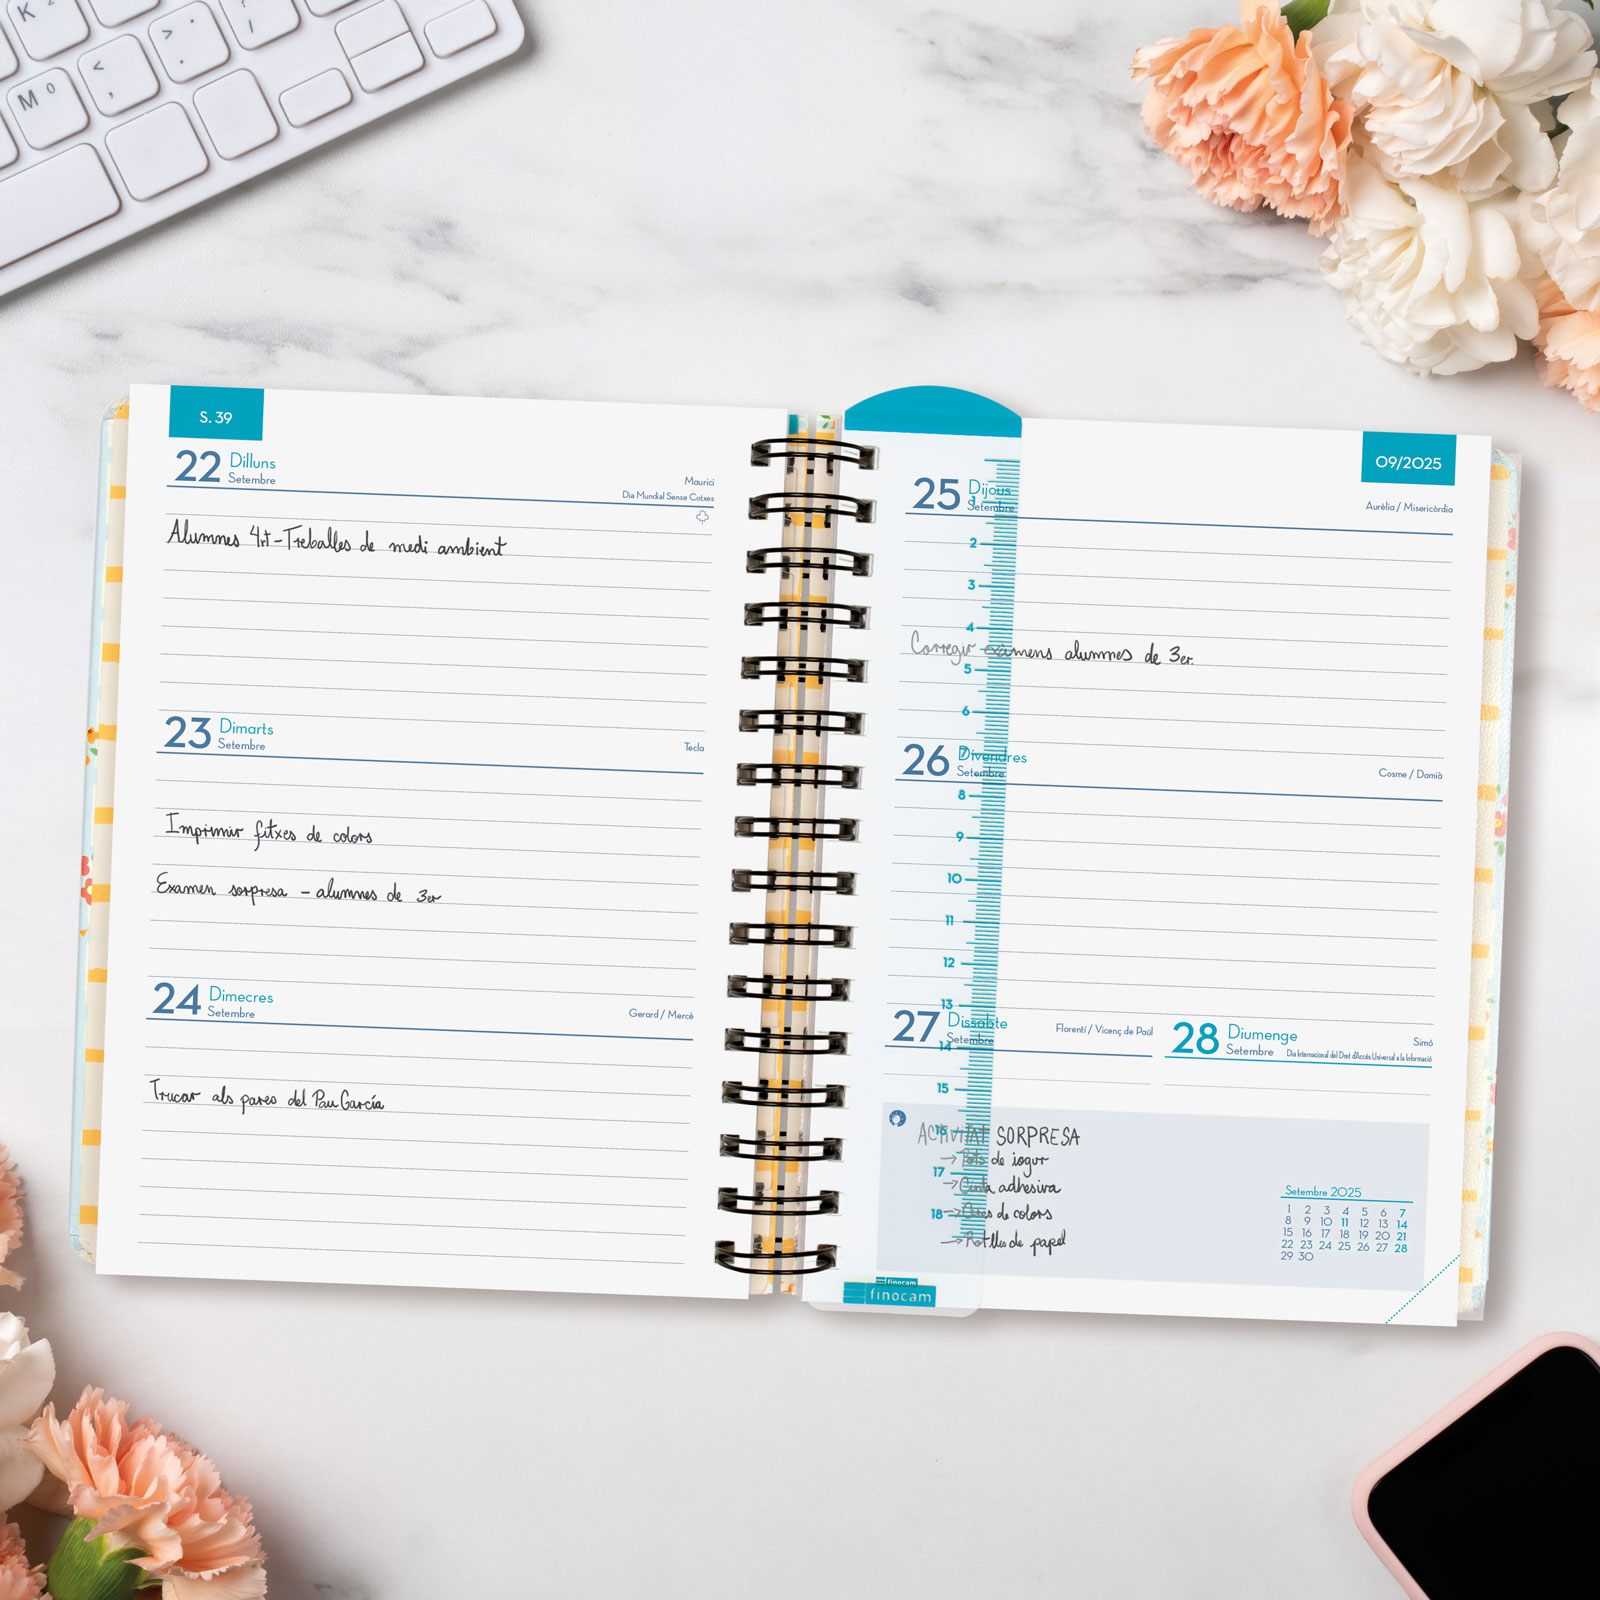 K 2
> .
? !
< ,
M 0
S. 39
22 Dilluns
Setembre
Maurici
Dia Mundial Sense Cotxes
Alumnes 4rt - Treballes de medi ambient
23 Dimarts
Setembre
Tecla
Imprimir fitxes de colors
Examen sorpresa - alumnes de 3er
24 Dimecres
Setembre
Gerard / Mercè
Trucar als pares del Pau García
09/2025
25 Dijous
Setembre
Aurèlia / Misericòrdia
Corregir exàmens alumnes de 3er.
26 Divendres
Setembre
Cosme / Damià
27 Dissabte
Setembre
Florentí / Vicenç de Paül
28 Diumenge
Setembre
Simó
Dia Internacional del Dret d'Accés Universal a la Informació
1
2
3
4
5
6
7
8
9
10
11
12
13
14
15
16
17
18
ACTIVITAT SORPRESA
→ Pots de iogur
→ Cinta adhesiva
→ Ceres de colors
→ Rotlles de papel
Setembre 2025
1 2 3 4 5 6 7
8 9 10 11 12 13 14
15 16 17 18 19 20 21
22 23 24 25 26 27 28
29 30
finocam
finocam